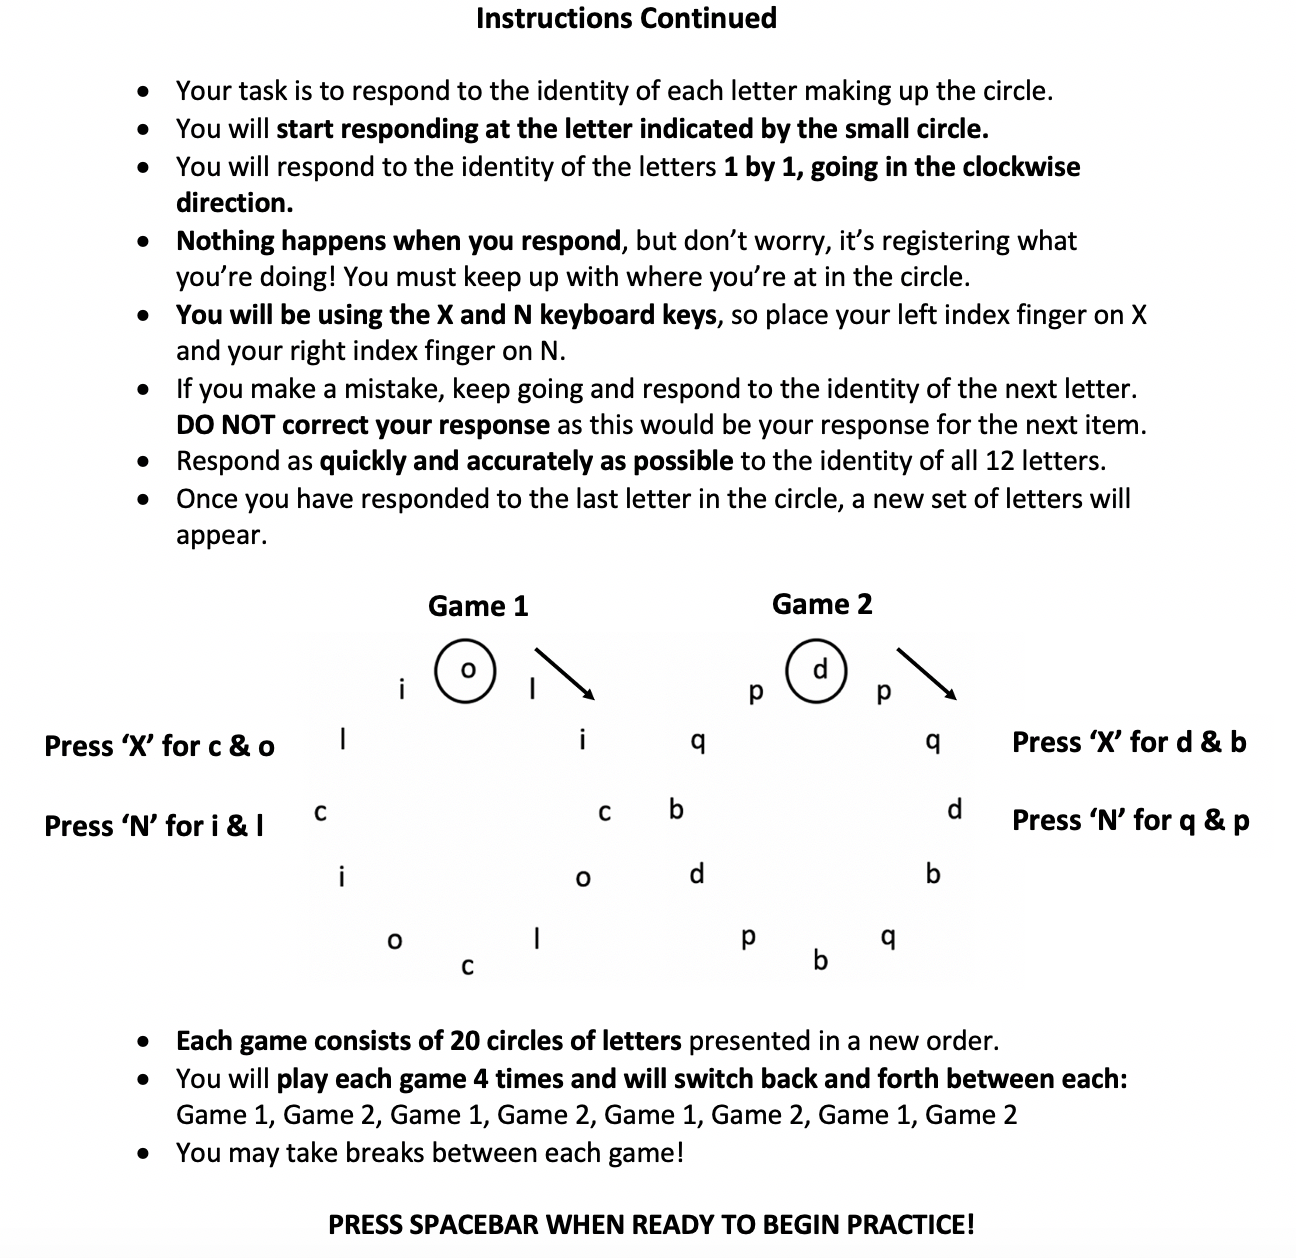 Instructions Continued
• Your task is to respond to the identity of each letter making up the circle.
• You will start responding at the letter indicated by the small circle.
• You will respond to the identity of the letters 1 by 1, going in the clockwise
direction.
• Nothing happens when you respond, but don’t worry, it’s registering what
you’re doing! You must keep up with where you’re at in the circle.
• You will be using the X and N keyboard keys, so place your left index finger on X
and your right index finger on N.
• If you make a mistake, keep going and respond to the identity of the next letter.
DO NOT correct your response as this would be your response for the next item.
• Respond as quickly and accurately as possible to the identity of all 12 letters.
• Once you have responded to the last letter in the circle, a new set of letters will
appear.
Game 1
i o l
l i
c c
i o
o l
c
Press ‘X’ for c & o
Press ‘N’ for i & l
Game 2
p d p
q q
b d
d b
p q
b
Press ‘X’ for d & b
Press ‘N’ for q & p
• Each game consists of 20 circles of letters presented in a new order.
• You will play each game 4 times and will switch back and forth between each:
Game 1, Game 2, Game 1, Game 2, Game 1, Game 2, Game 1, Game 2
• You may take breaks between each game!
PRESS SPACEBAR WHEN READY TO BEGIN PRACTICE!